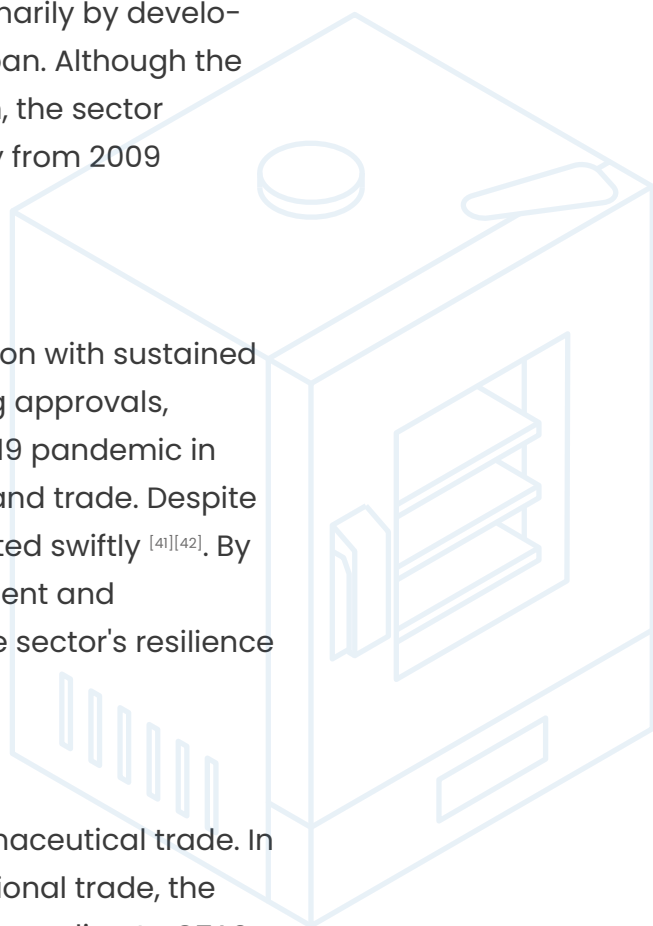 narily by develo-
an. Although the
, the sector
from 2009
on with sustained
g approvals,
19 pandemic in
and trade. Despite
ted swiftly [41][42]. By
ent and
e sector's resilience
naceutical trade. In
ional trade, the